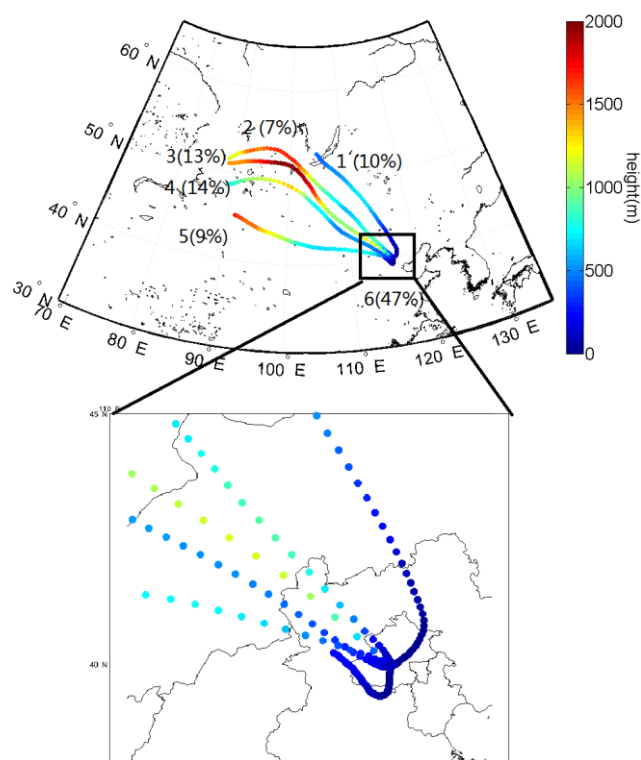 2000
60 °N
1500
50 °N
2 (7%)
3(13%)
1 (10%)
4 (14%)
height(m)
1000
40 °N
5(9%)
500
30 °N
6(47%)
0
70 °E
80 °E
90 °E
100 °E
110 °E
120 °E
130 °E
45 N
110 E
40 N